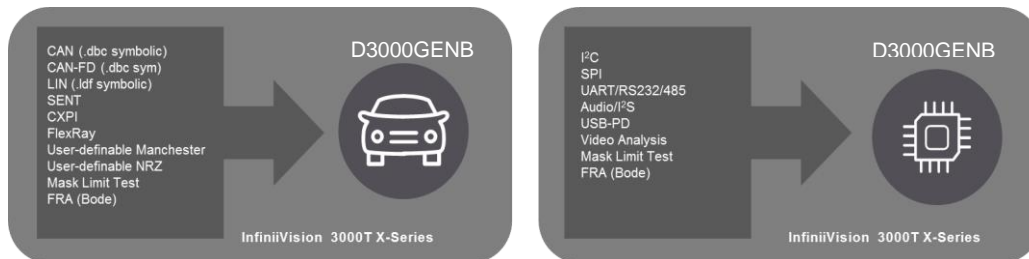 CAN (.dbc symbolic)
CAN-FD (.dbc sym)
LIN (.ldf symbolic)
SENT
CXPI
FlexRay
User-definable Manchester
User-definable NRZ
Mask Limit Test
FRA (Bode)
D3000GENB
InfiniiVision 3000T X-Series
I²C
SPI
UART/RS232/485
Audio/I²S
USB-PD
Video Analysis
Mask Limit Test
FRA (Bode)
D3000GENB
InfiniiVision 3000T X-Series